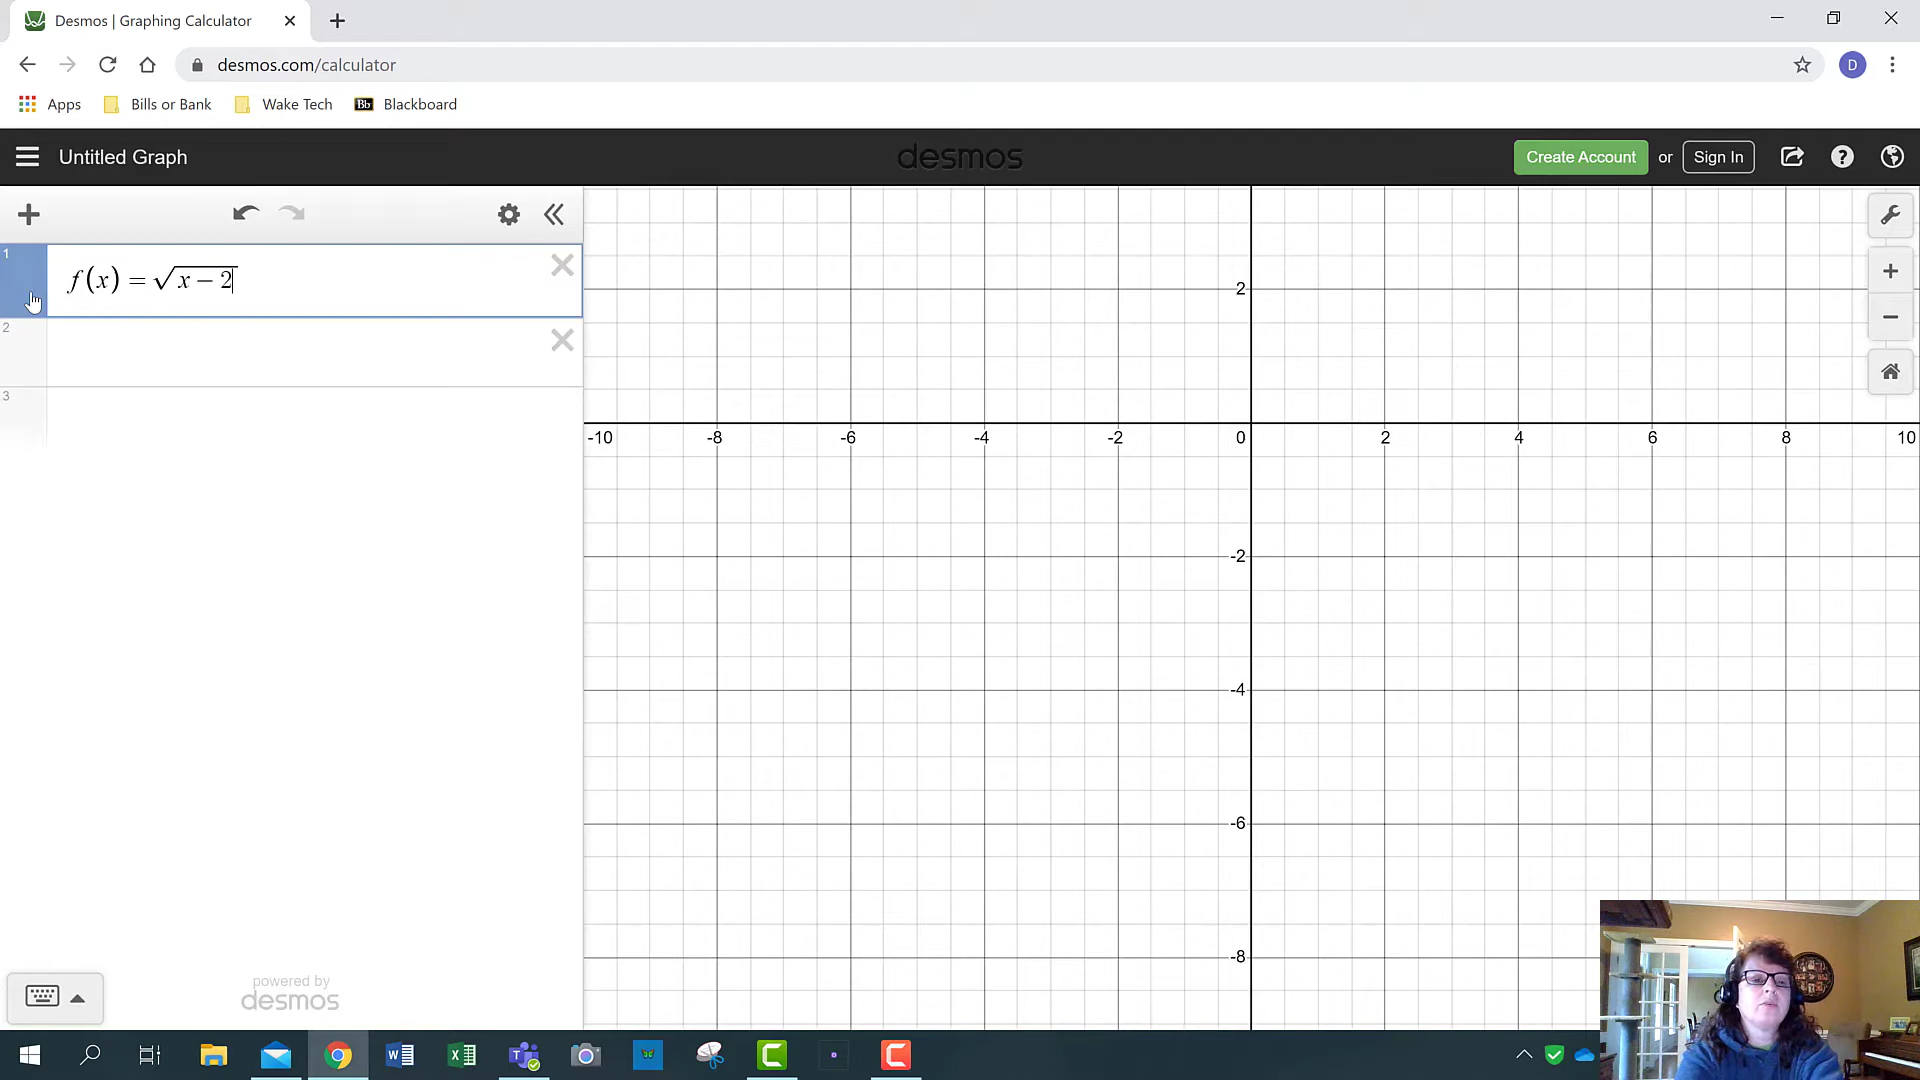 Desmos | Graphing Calculator
desmos.com/calculator
D
Apps
Bills or Bank
Wake Tech
Bb
Blackboard
Untitled Graph
desmos
Create Account
or
Sign In
?
1
f(x) = √x − 2
2
3
2
-10 -8 -6 -4 -2 0 2 4 6 8 10
-2
-4
-6
-8
powered by
desmos